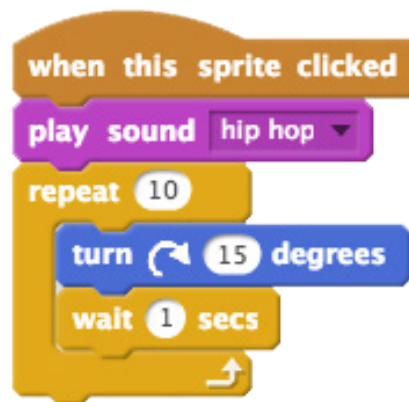 when this sprite clicked
play sound hip hop
repeat 10
turn 15 degrees
wait 1 secs